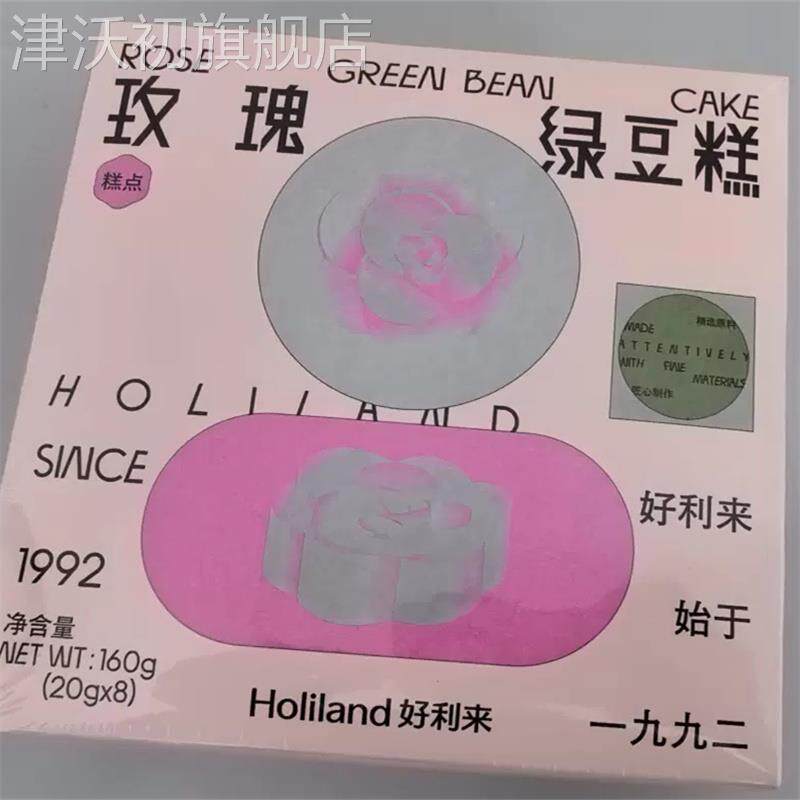 津沃初旗舰店
ROSE GREEN BEAN CAKE
玫瑰 绿豆糕
糕点
精选原料
MADE
ATTENTIVELY
WITH FINE
MATERIALS
匠心制作
HOLILAND
SINCE
好利来
1992
始于
净含量
NET WT:160g
(20gx8)
Holiland 好利来
一九九二